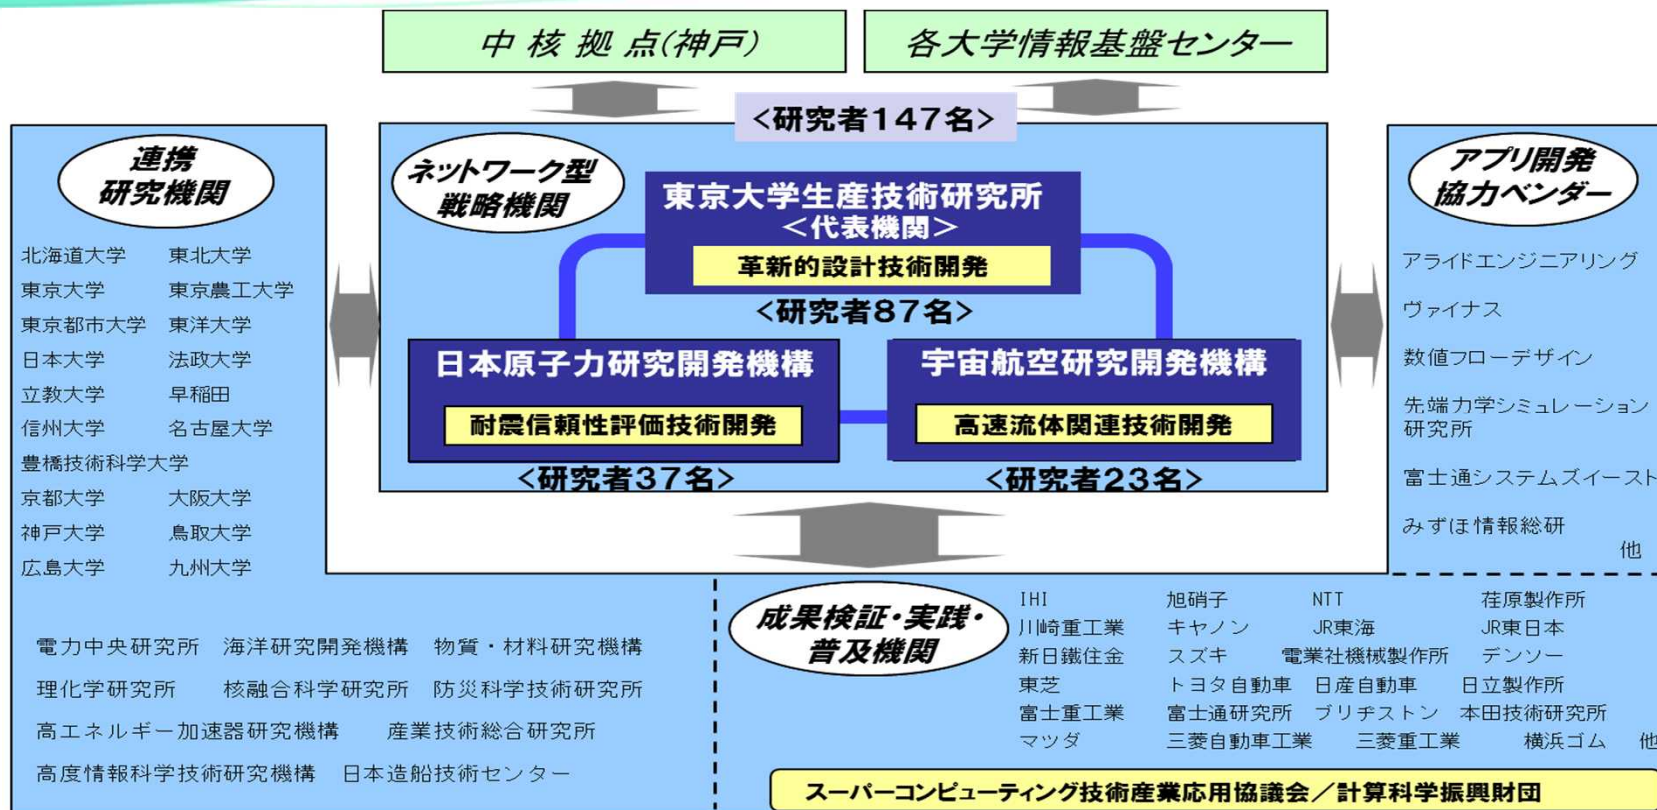 中 核 拠 点(神戸)
各大学情報基盤センター
<研究者147名>
連携
研究機関
北海道大学 東北大学
東京大学 東京農工大学
東京都市大学 東洋大学
日本大学 法政大学
立教大学 早稲田
信州大学 名古屋大学
豊橋技術科学大学
京都大学 大阪大学
神戸大学 鳥取大学
広島大学 九州大学
電力中央研究所 海洋研究開発機構 物質・材料研究機構
理化学研究所 核融合科学研究所 防災科学技術研究所
高エネルギー加速器研究機構 産業技術総合研究所
高度情報科学技術研究機構 日本造船技術センター
ネットワーク型
戦略機関
東京大学生産技術研究所
<代表機関>
革新的設計技術開発
<研究者87名>
日本原子力研究開発機構
耐震信頼性評価技術開発
<研究者37名>
宇宙航空研究開発機構
高速流体関連技術開発
<研究者23名>
アプリ開発
協力ベンダー
アライドエンジニアリング
ヴァイナス
数値フローデザイン
先端力学シミュレーション
研究所
富士通システムズイースト
みずほ情報総研
他
成果検証・実践・
普及機関
IHI 旭硝子 NTT 荏原製作所
川崎重工業 キヤノン JR東海 JR東日本
新日鐵住金 スズキ 電業社機械製作所 デンソー
東芝 トヨタ自動車 日産自動車 日立製作所
富士重工業 富士通研究所 ブリヂストン 本田技術研究所
マツダ 三菱自動車工業 三菱重工業 横浜ゴム 他
スーパーコンピューティング技術産業応用協議会／計算科学振興財団